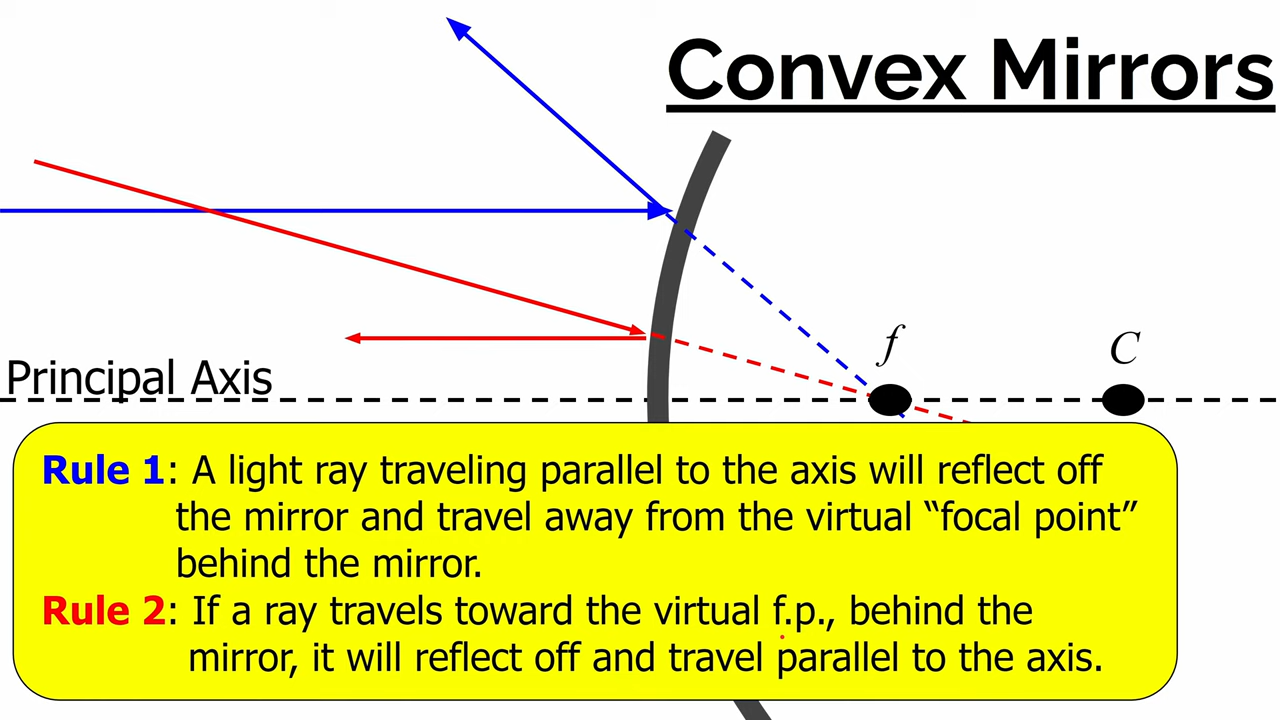 Convex Mirrors
f
C
Principal Axis
Rule 1: A light ray traveling parallel to the axis will reflect off
the mirror and travel away from the virtual “focal point”
behind the mirror.
Rule 2: If a ray travels toward the virtual f.p., behind the
mirror, it will reflect off and travel parallel to the axis.